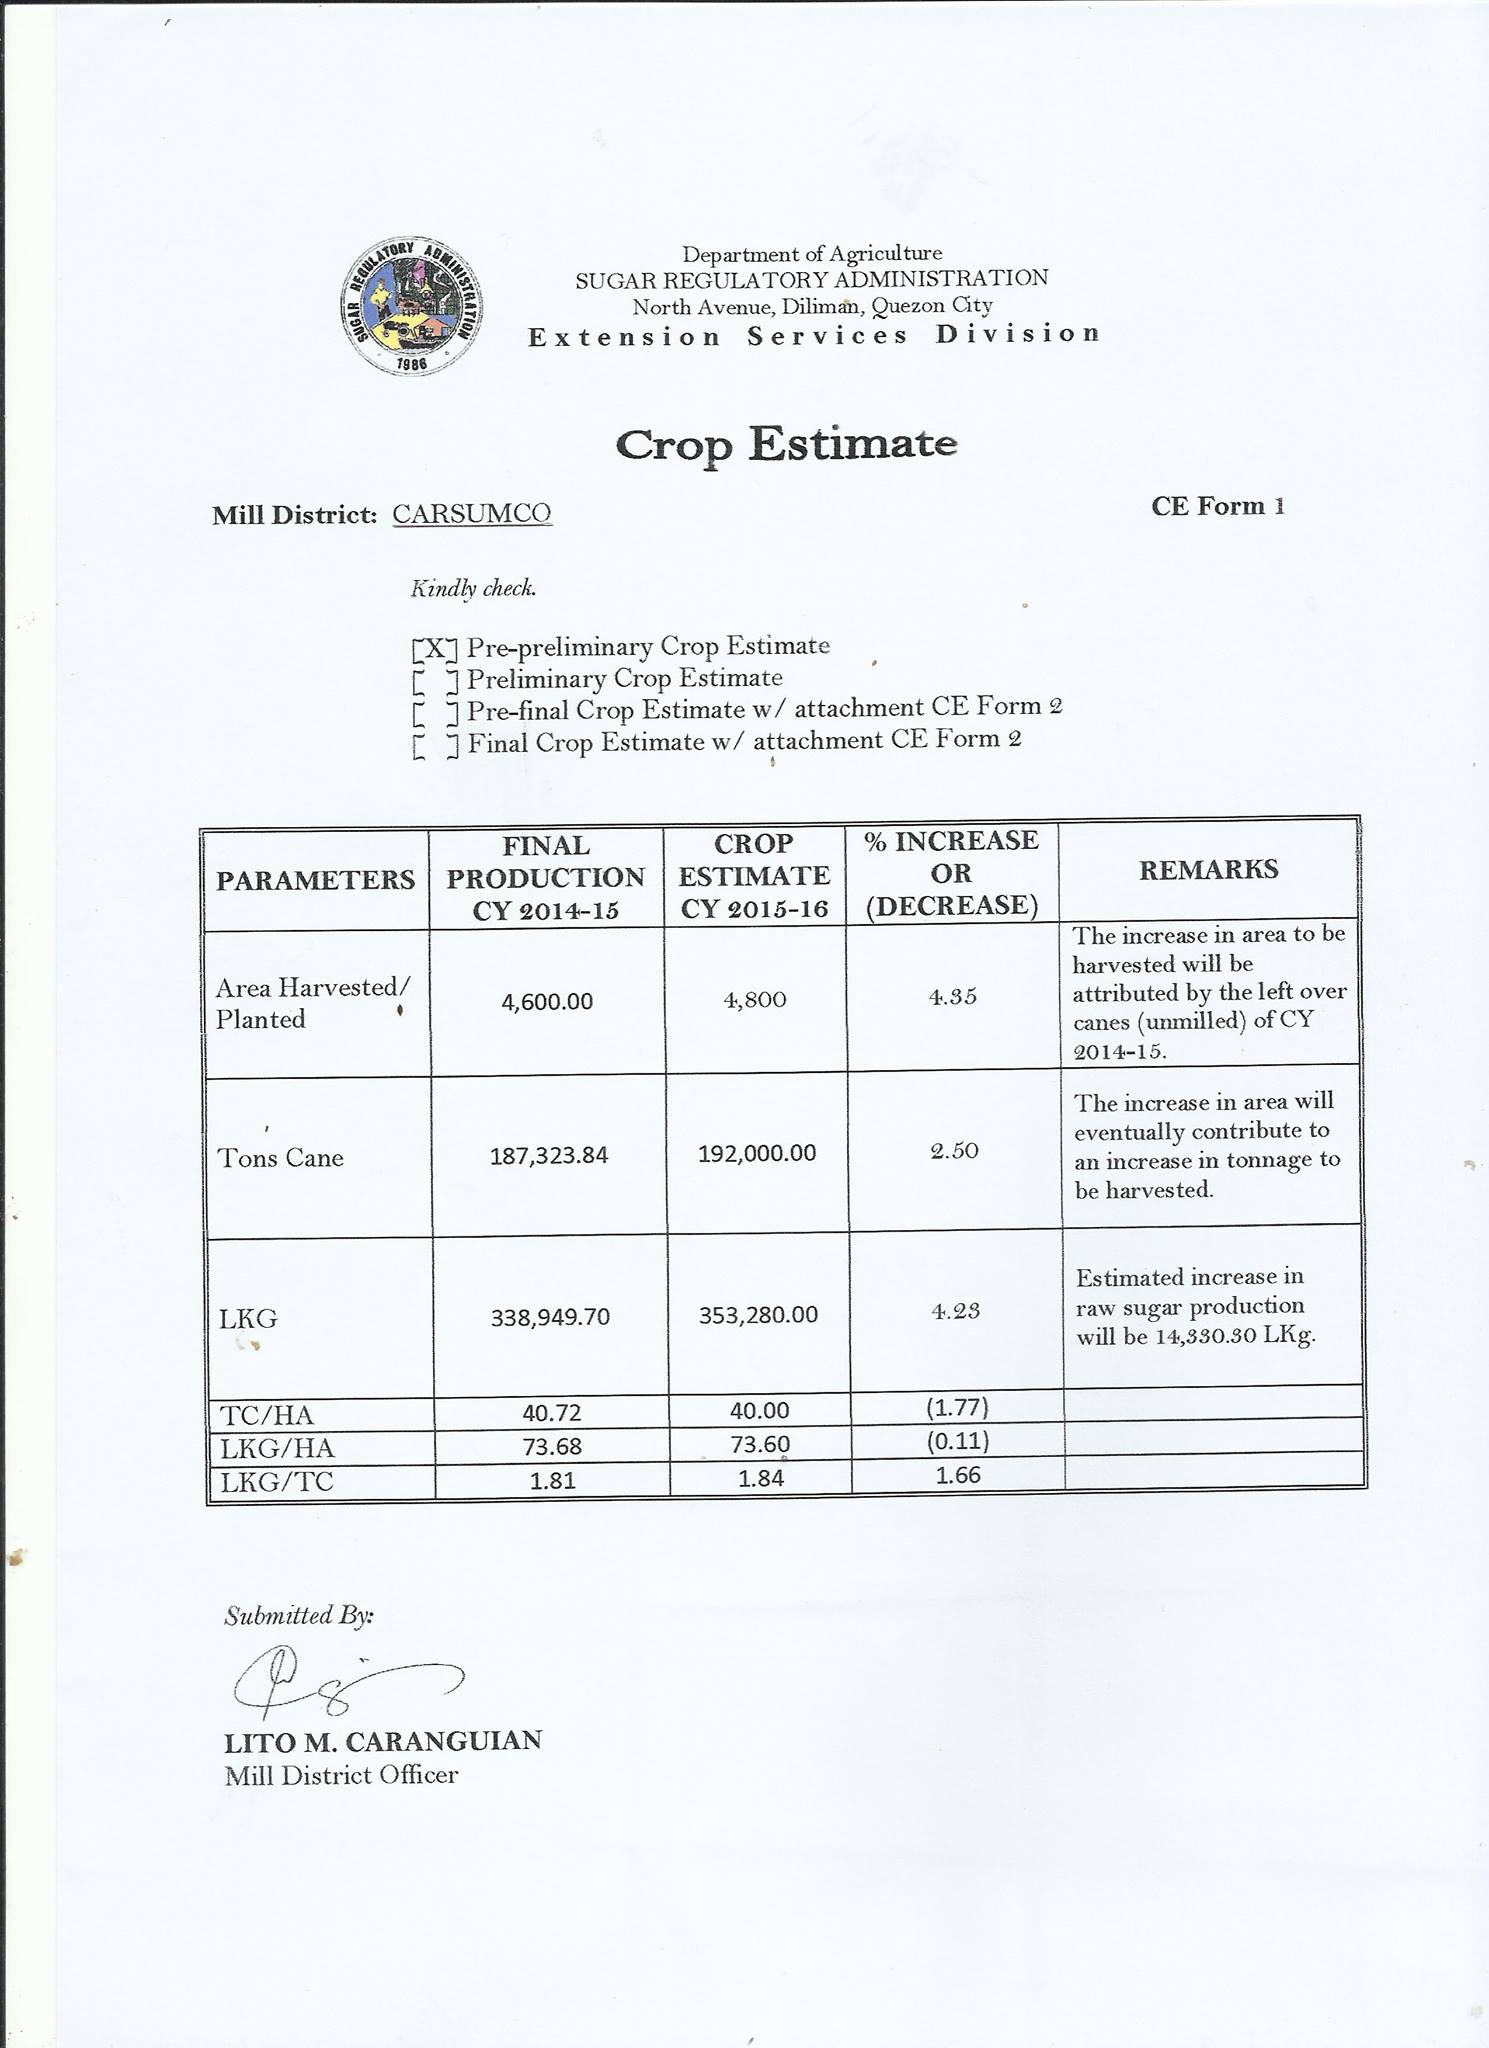 SUGAR REGULATORY ADMINISTRATION
1986
Department of Agriculture
SUGAR REGULATORY ADMINISTRATION
North Avenue, Diliman, Quezon City
Extension Services Division
Crop Estimate
Mill District: CARSUMCO
CE Form 1
Kindly check.
[X] Pre-preliminary Crop Estimate
[ ] Preliminary Crop Estimate
[ ] Pre-final Crop Estimate w/ attachment CE Form 2
[ ] Final Crop Estimate w/ attachment CE Form 2
PARAMETERS
FINAL
PRODUCTION
CY 2014-15
CROP
ESTIMATE
CY 2015-16
% INCREASE
OR
(DECREASE)
REMARKS
Area Harvested/
Planted
4,600.00
4,800
4.35
The increase in area to be
harvested will be
attributed by the left over
canes (unmilled) of CY
2014-15.
Tons Cane
187,323.84
192,000.00
2.50
The increase in area will
eventually contribute to
an increase in tonnage to
be harvested.
LKG
338,949.70
353,280.00
4.23
Estimated increase in
raw sugar production
will be 14,330.30 LKg.
TC/HA 40.72 40.00 (1.77)
LKG/HA 73.68 73.60 (0.11)
LKG/TC 1.81 1.84 1.66
Submitted By:
LITO M. CARANGUIAN
Mill District Officer